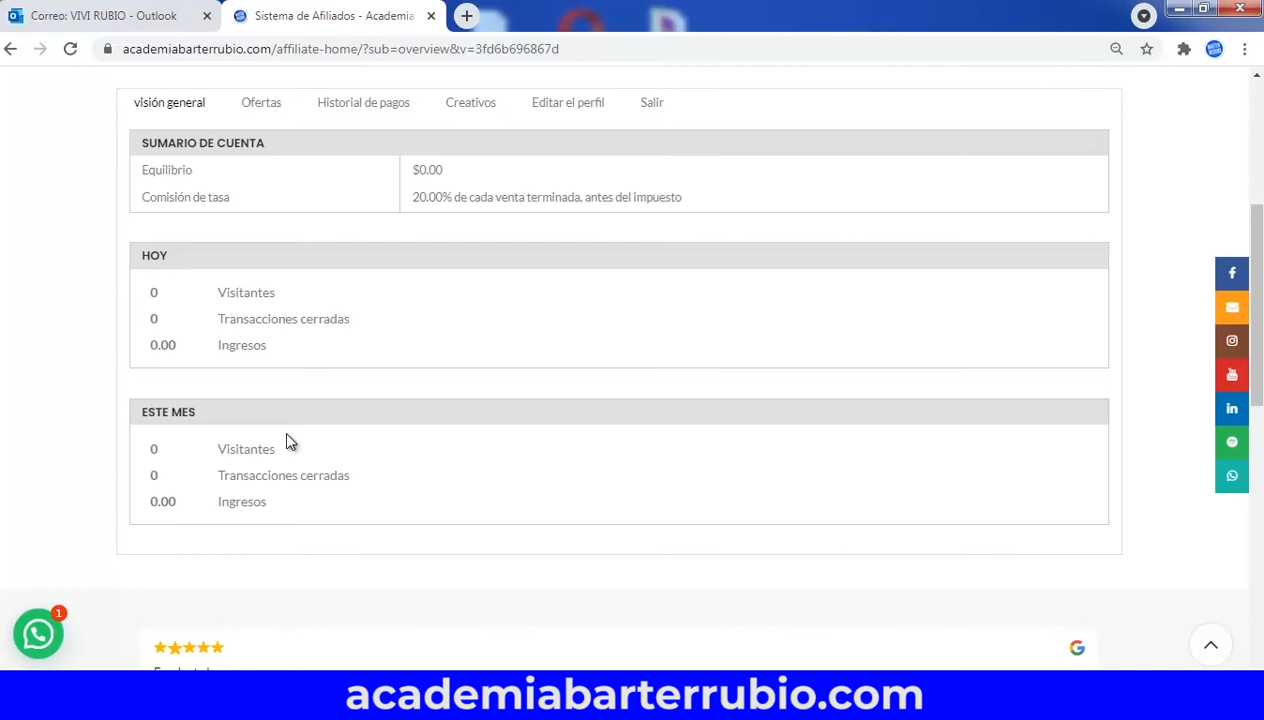 Correo: VIVI RUBIO - Outlook
Sistema de Afiliados - Academia
academiabarterrubio.com/affiliate-home/?sub=overview&v=3fd6b696867d
visión general Ofertas Historial de pagos Creativos Editar el perfil Salir
SUMARIO DE CUENTA
Equilibrio $0.00
Comisión de tasa 20.00% de cada venta terminada, antes del impuesto
HOY
0 Visitantes
0 Transacciones cerradas
0.00 Ingresos
ESTE MES
0 Visitantes
0 Transacciones cerradas
0.00 Ingresos
1
academiabarterrubio.com